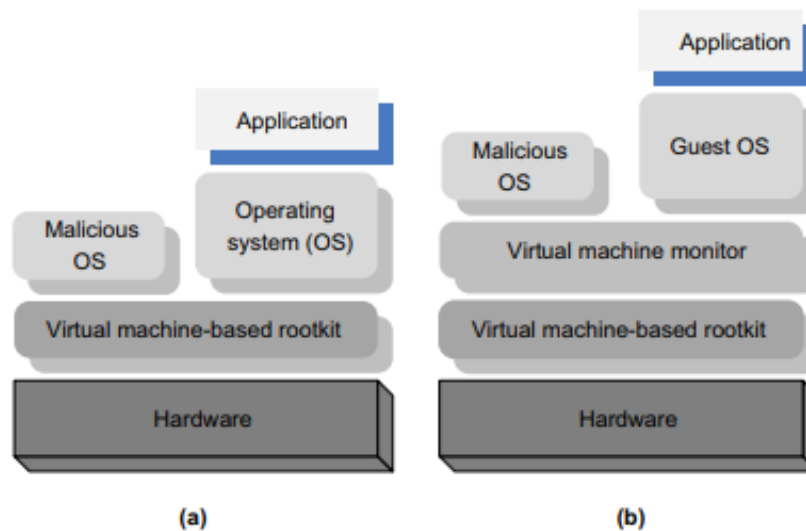 Application
Operating
system (OS)
Malicious
OS
Virtual machine-based rootkit
Hardware
(a)
Application
Guest OS
Malicious
OS
Virtual machine monitor
Virtual machine-based rootkit
Hardware
(b)